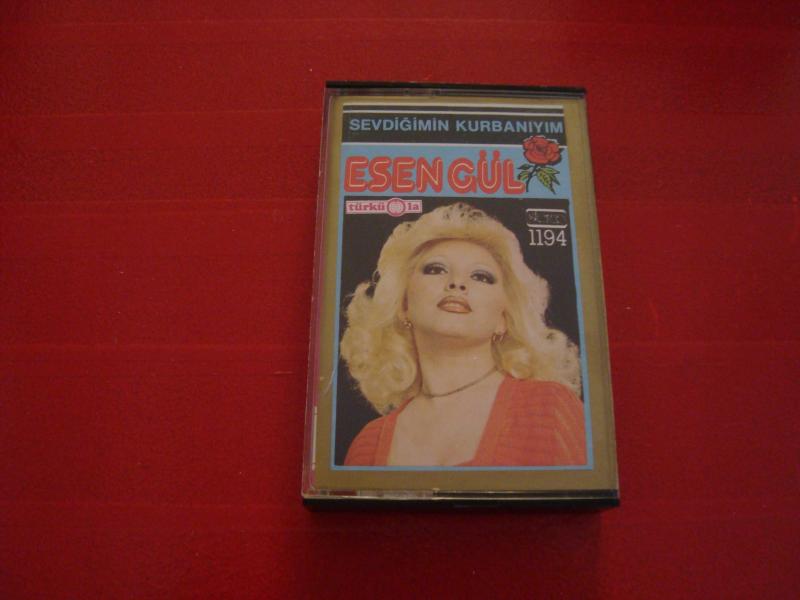 SEVDİĞİMİN KURBANIYIM
ESEN GÜL
türkü la
1194